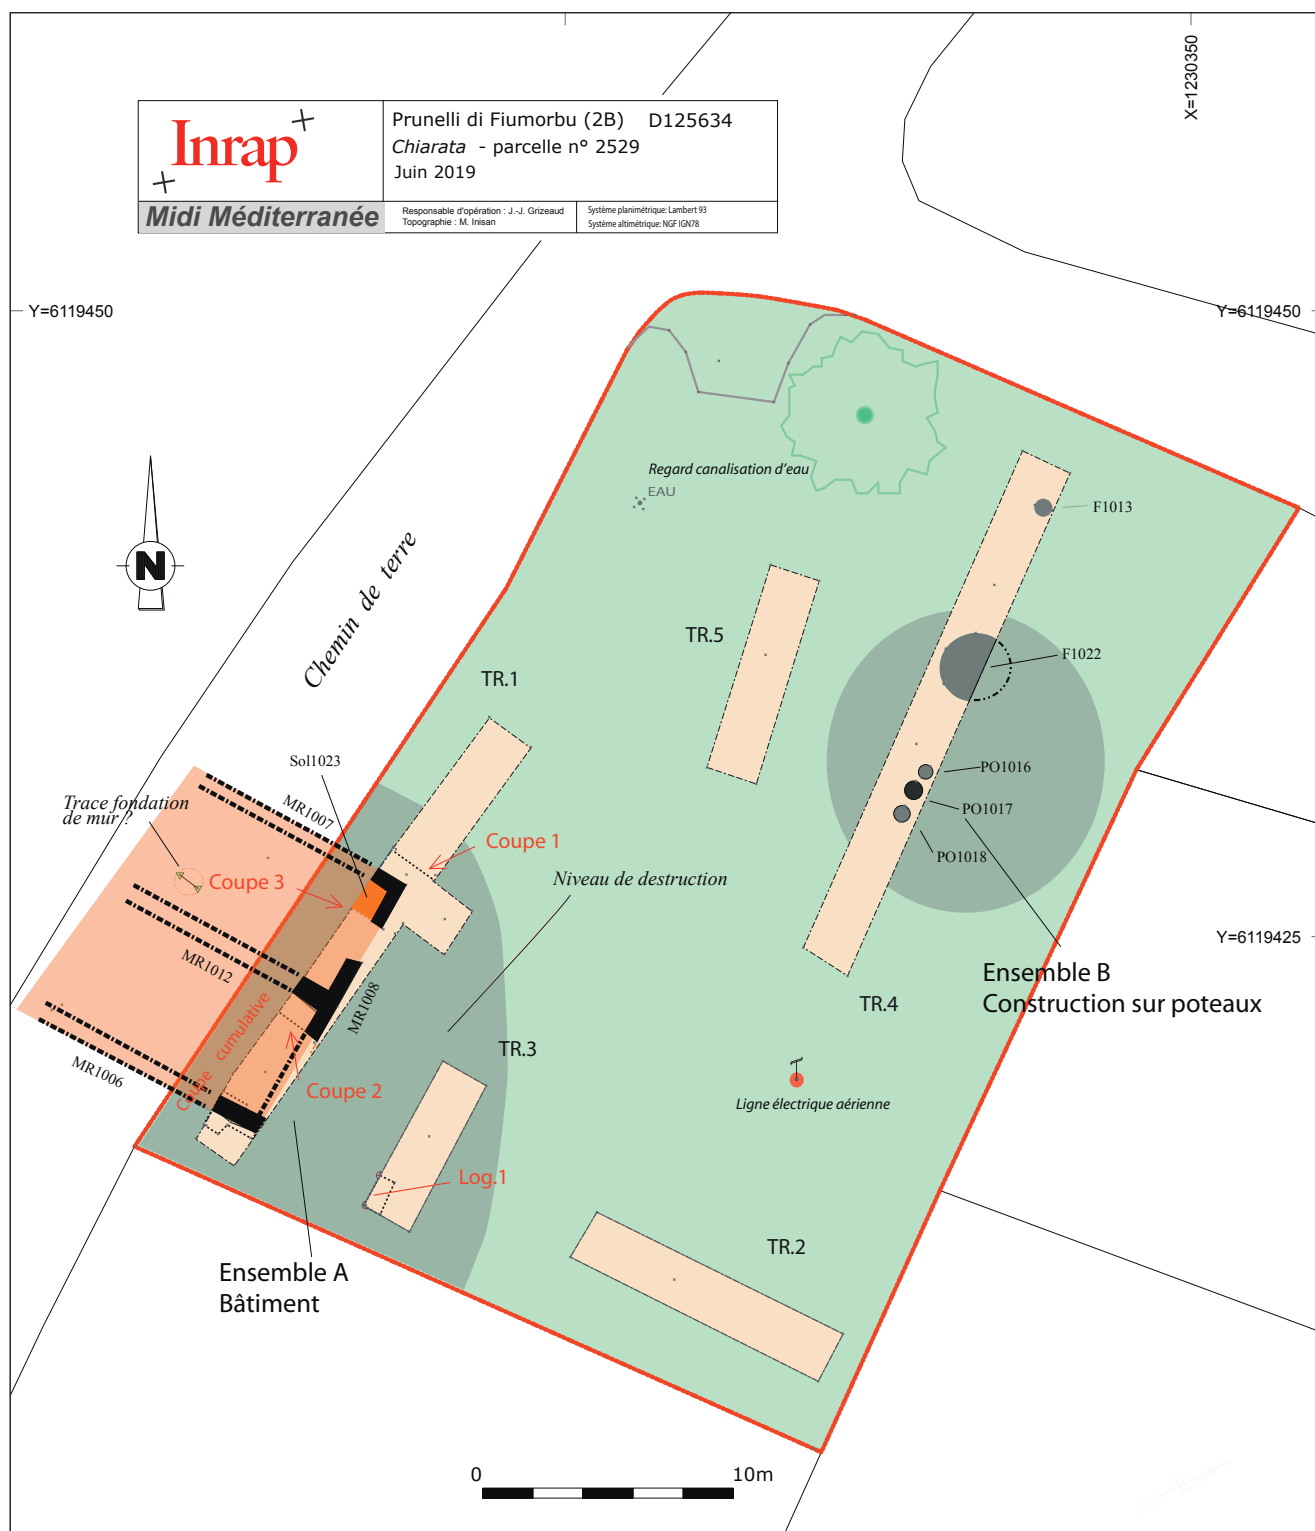 X=1230350
Inrap
Prunelli di Fiumorbu (2B) D125634
Chiarata - parcelle n° 2529
Juin 2019
Midi Méditerranée
Responsable d'opération : J.-J. Grizeaud
Topographie : M. Inisan
Système planimétrique: Lambert 93
Système altimétrique: NGF IGN78
Y=6119450
Y=6119450
Regard canalisation d'eau
EAU
F1013
N
Chemin de terre
TR.5
F1022
TR.1
Sol1023
PO1016
Trace fondation
de mur ?
MR1007
PO1017
Coupe 1
PO1018
Coupe 3
Niveau de destruction
Y=6119425
MR1012
Ensemble B
Construction sur poteaux
MR1008
TR.4
Coupe cumulative
TR.3
MR1006
Coupe 2
Ligne électrique aérienne
Log.1
TR.2
Ensemble A
Bâtiment
0 10m